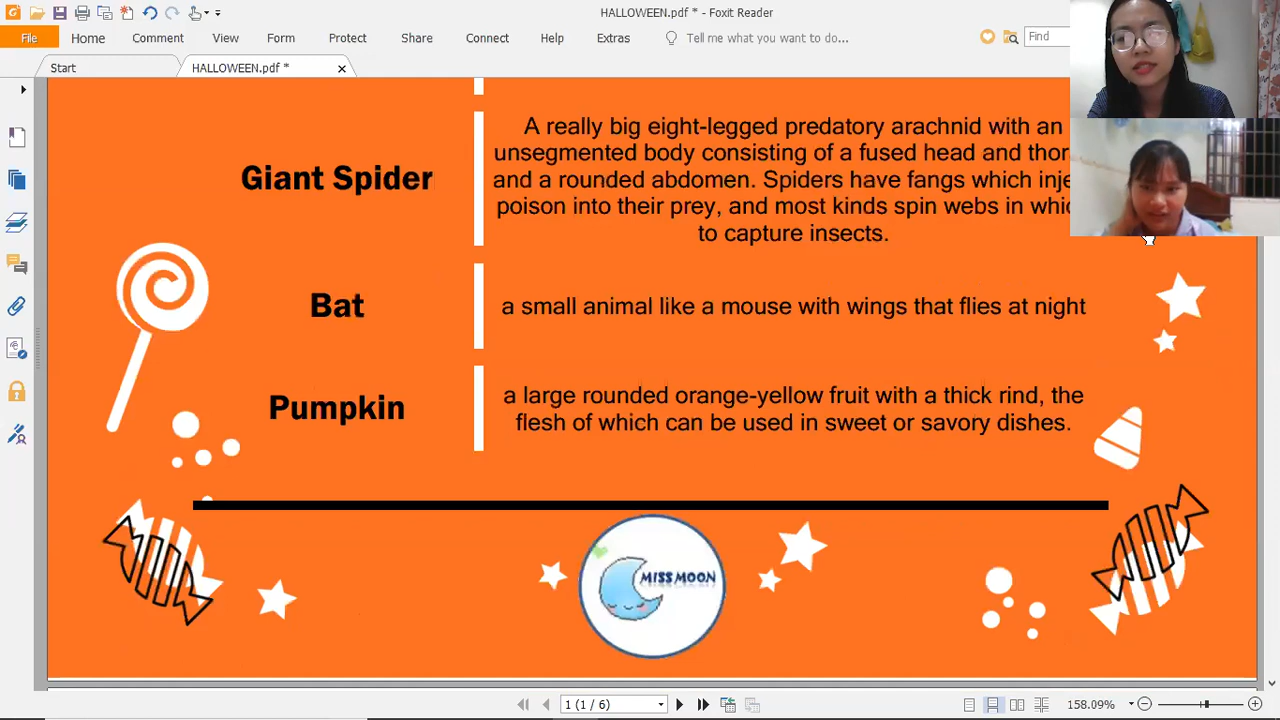 HALLOWEEN.pdf * - Foxit Reader
File Home Comment View Form Protect Share Connect Help Extras Tell me what you want to do... Find
Start HALLOWEEN.pdf *
Giant Spider
A really big eight-legged predatory arachnid with an
unsegmented body consisting of a fused head and thor
and a rounded abdomen. Spiders have fangs which inje
poison into their prey, and most kinds spin webs in whic
to capture insects.
Bat
a small animal like a mouse with wings that flies at night
Pumpkin
a large rounded orange-yellow fruit with a thick rind, the
flesh of which can be used in sweet or savory dishes.
MISS MOON
1 (1 / 6) 158.09%